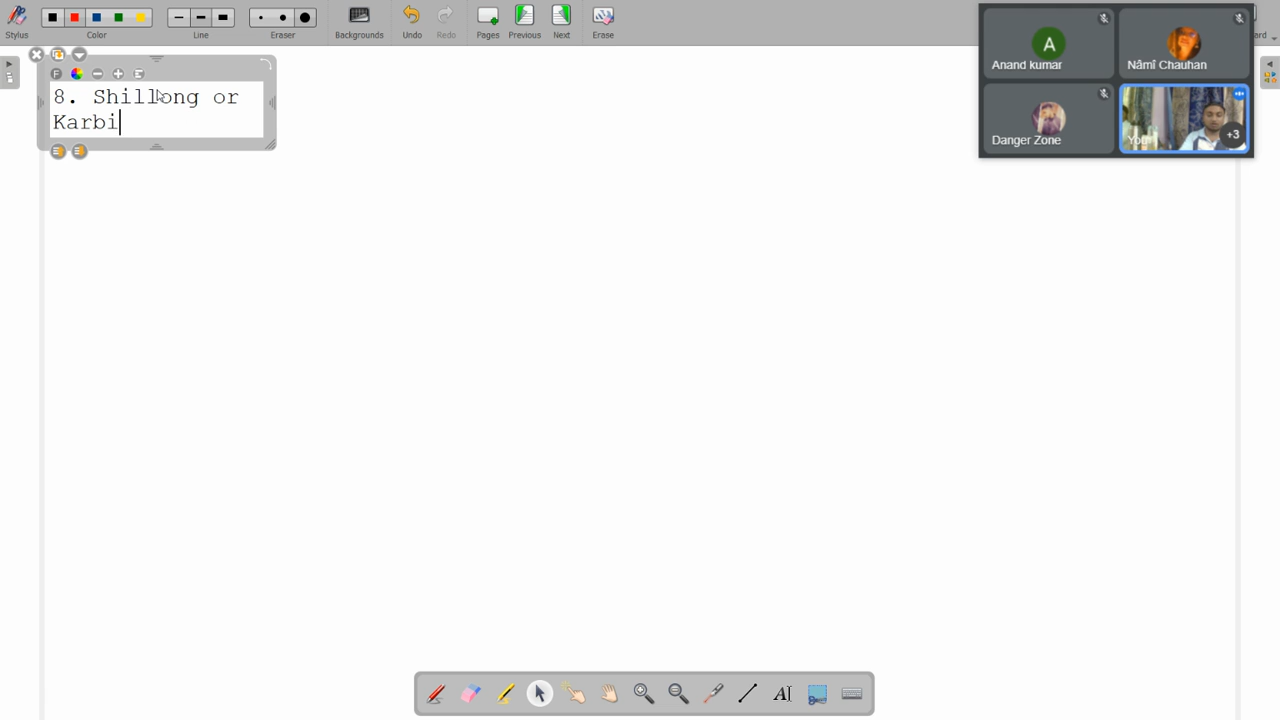 Stylus
Color
Line
Eraser
Backgrounds
Undo
Redo
Pages
Previous
Next
Erase
8. Shillong or
Karbi
A
Anand kumar
Nâmî Chauhan
Danger Zone
+3